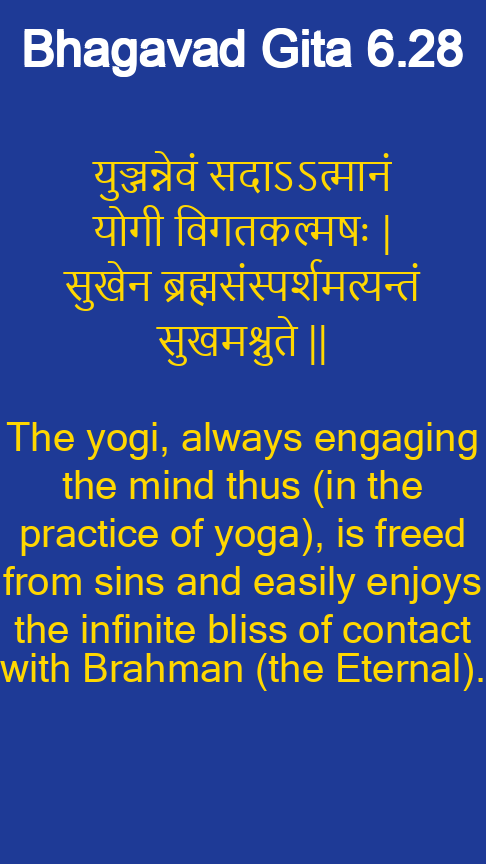 Bhagavad Gita 6.28
युञ्जन्नेवं सदाऽऽत्मानं
योगी विगतकल्मषः |
सुखेन ब्रह्मसंस्पर्शमत्यन्तं
सुखमश्नुते ||
The yogi, always engaging
the mind thus (in the
practice of yoga), is freed
from sins and easily enjoys
the infinite bliss of contact
with Brahman (the Eternal).